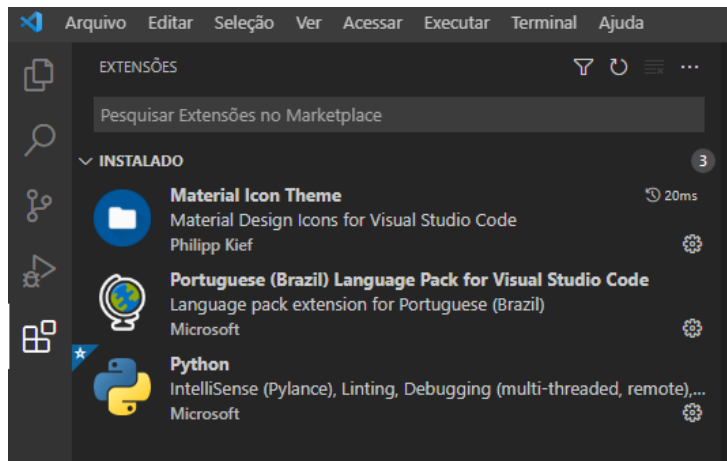 Arquivo Editar Seleção Ver Acessar Executar Terminal Ajuda
EXTENSÕES
Pesquisar Extensões no Marketplace
INSTALADO 3
Material Icon Theme 20ms
Material Design Icons for Visual Studio Code
Philipp Kief
Portuguese (Brazil) Language Pack for Visual Studio Code
Language pack extension for Portuguese (Brazil)
Microsoft
Python
IntelliSense (Pylance), Linting, Debugging (multi-threaded, remote),...
Microsoft